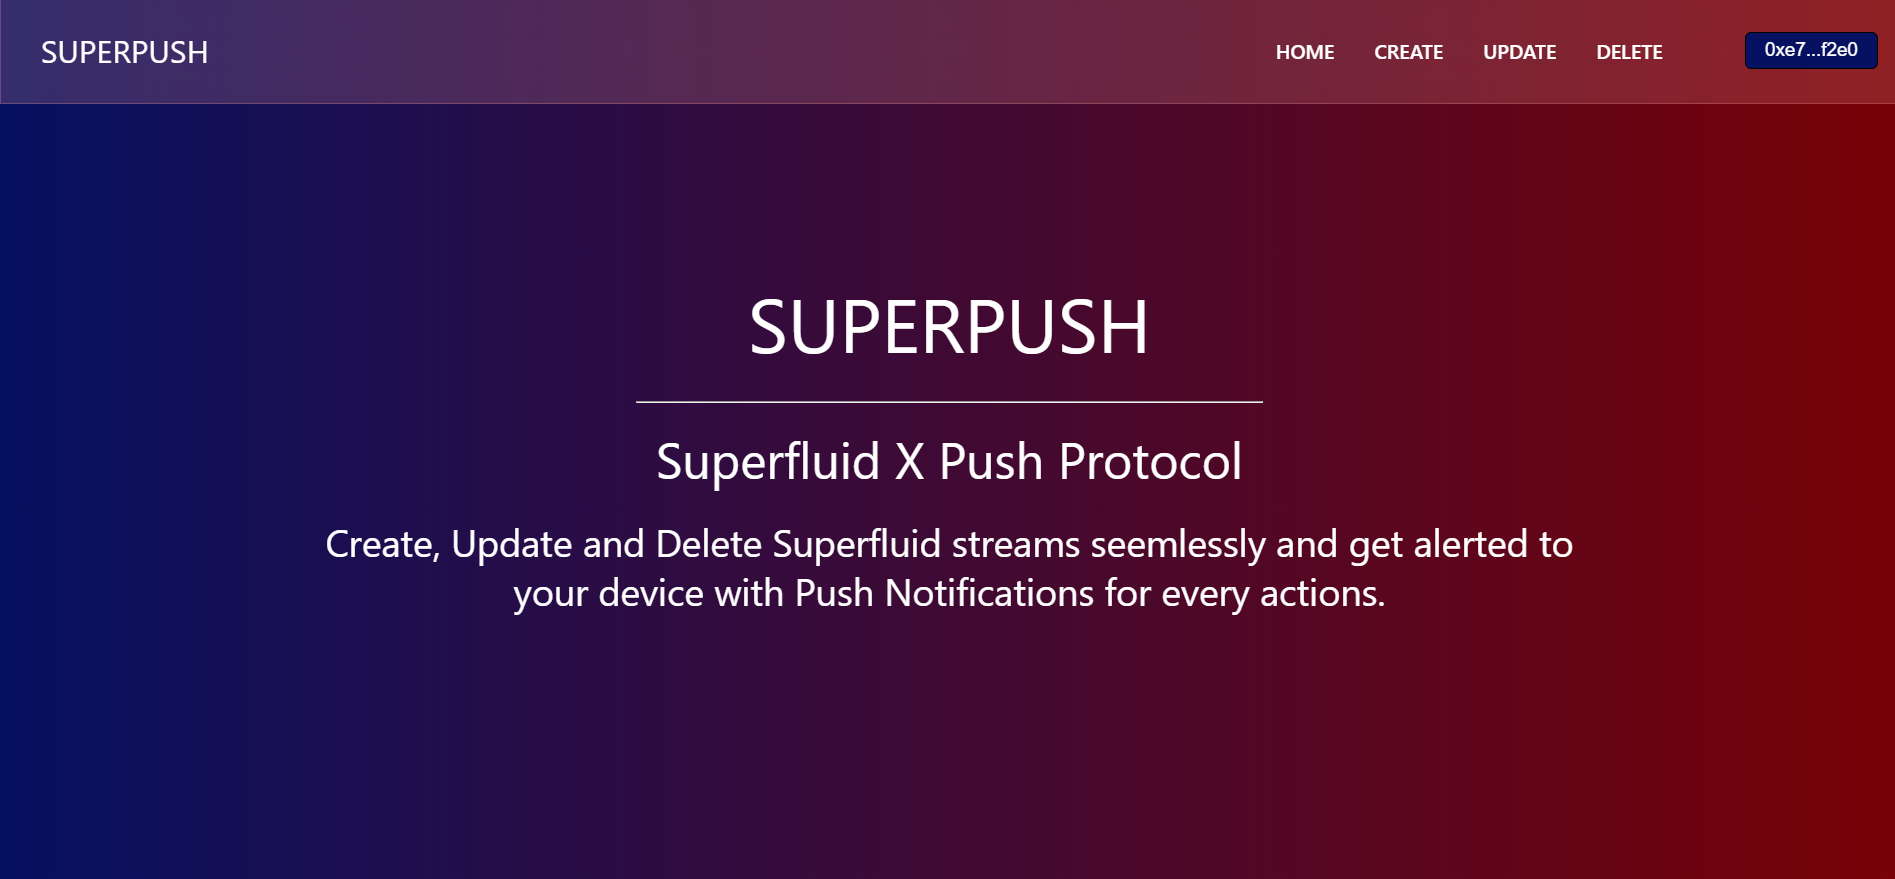 SUPERPUSH
HOME CREATE UPDATE DELETE 0xe7...f2e0
SUPERPUSH
Superfluid X Push Protocol
Create, Update and Delete Superfluid streams seemlessly and get alerted to
your device with Push Notifications for every actions.